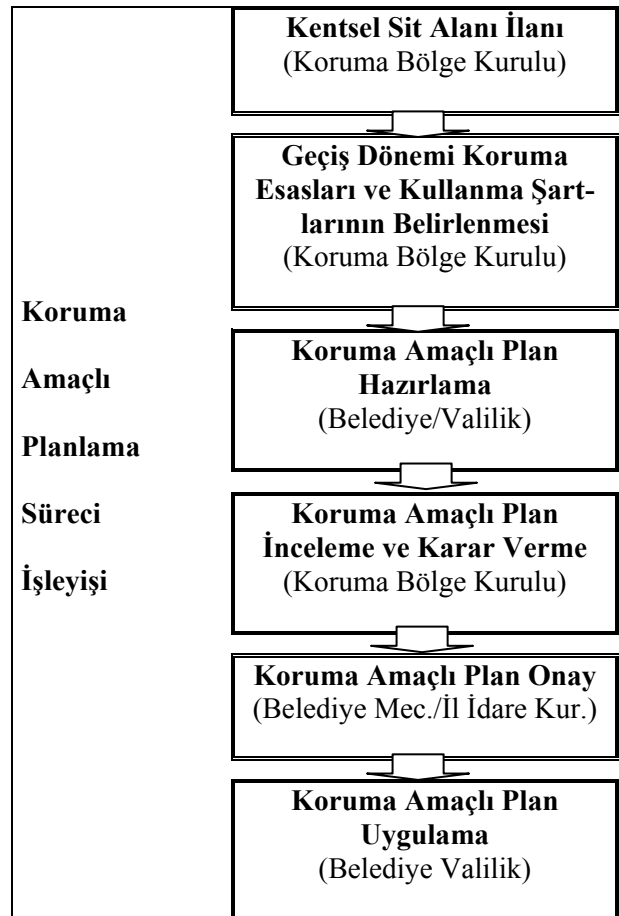 Koruma
Amaçlı
Planlama
Süreci
İşleyişi
Kentsel Sit Alanı İlanı
(Koruma Bölge Kurulu)
Geçiş Dönemi Koruma
Esasları ve Kullanma Şart-
larının Belirlenmesi
(Koruma Bölge Kurulu)
Koruma Amaçlı Plan
Hazırlama
(Belediye/Valilik)
Koruma Amaçlı Plan
İnceleme ve Karar Verme
(Koruma Bölge Kurulu)
Koruma Amaçlı Plan Onay
(Belediye Mec./İl İdare Kur.)
Koruma Amaçlı Plan
Uygulama
(Belediye Valilik)